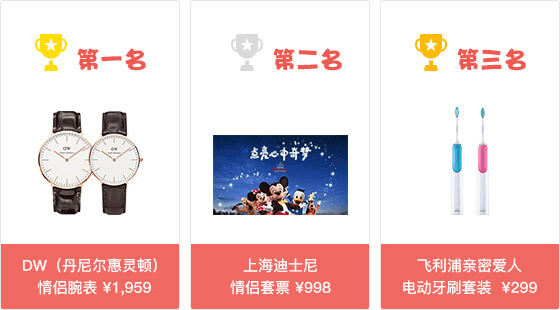 第一名
DW
DW（丹尼尔惠灵顿）
情侣腕表 ¥1,959
第二名
点亮心中奇梦
上海迪士尼
情侣套票 ¥998
第三名
飞利浦亲密爱人
电动牙刷套装 ¥299